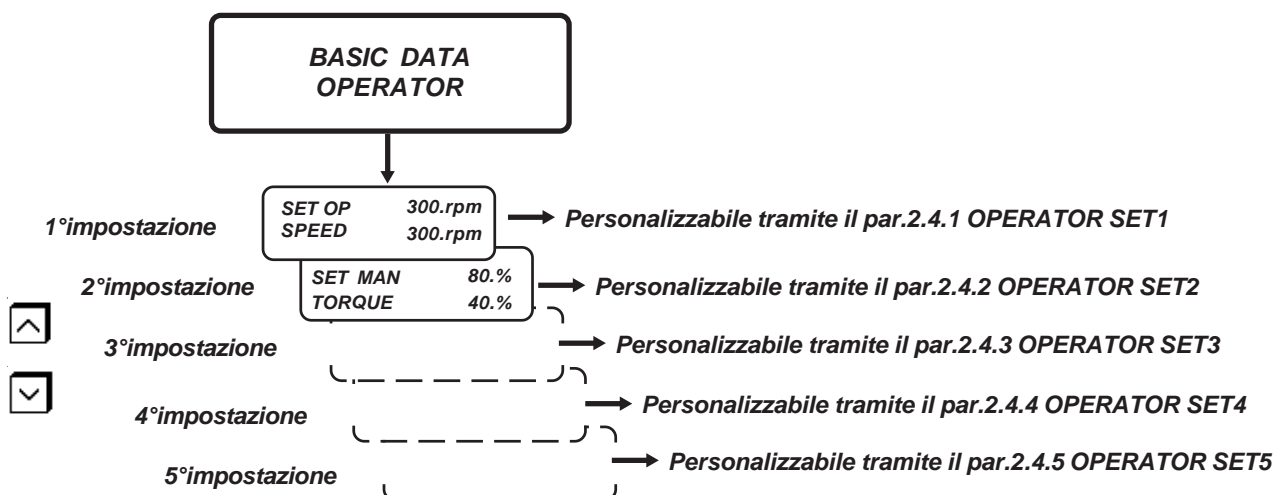 BASIC DATA
OPERATOR
1°impostazione
SET OP 300.rpm
SPEED 300.rpm
Personalizzabile tramite il par.2.4.1 OPERATOR SET1
2°impostazione
SET MAN 80.%
TORQUE 40.%
Personalizzabile tramite il par.2.4.2 OPERATOR SET2
3°impostazione
Personalizzabile tramite il par.2.4.3 OPERATOR SET3
4°impostazione
Personalizzabile tramite il par.2.4.4 OPERATOR SET4
5°impostazione
Personalizzabile tramite il par.2.4.5 OPERATOR SET5